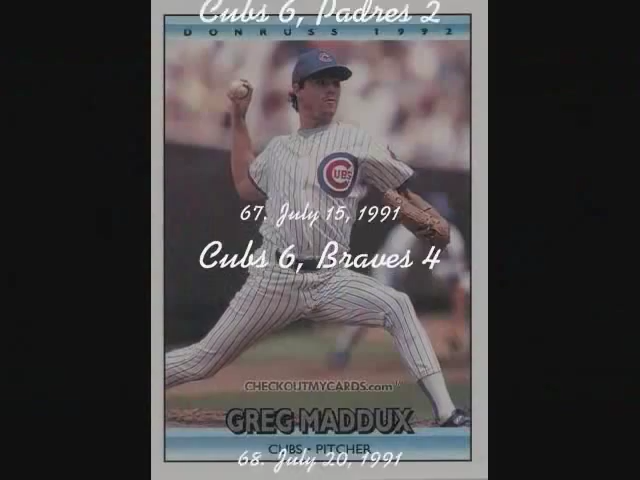 Cubs 6, Padres 2
DONRUSS 1992
CUBS
67. July 15, 1991
Cubs 6, Braves 4
CHECKOUTMYCARDS.com
GREG MADDUX
CUBS • PITCHER
68. July 20, 1991